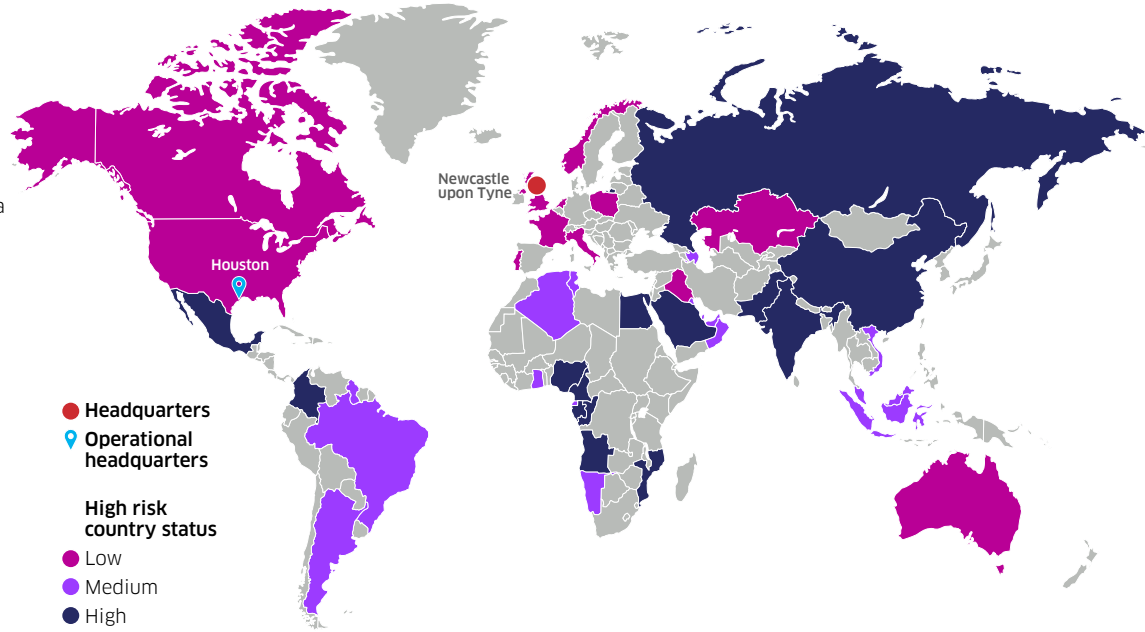 a
Newcastle
upon Tyne
Houston
Headquarters
Operational
headquarters
High risk
country status
Low
Medium
High